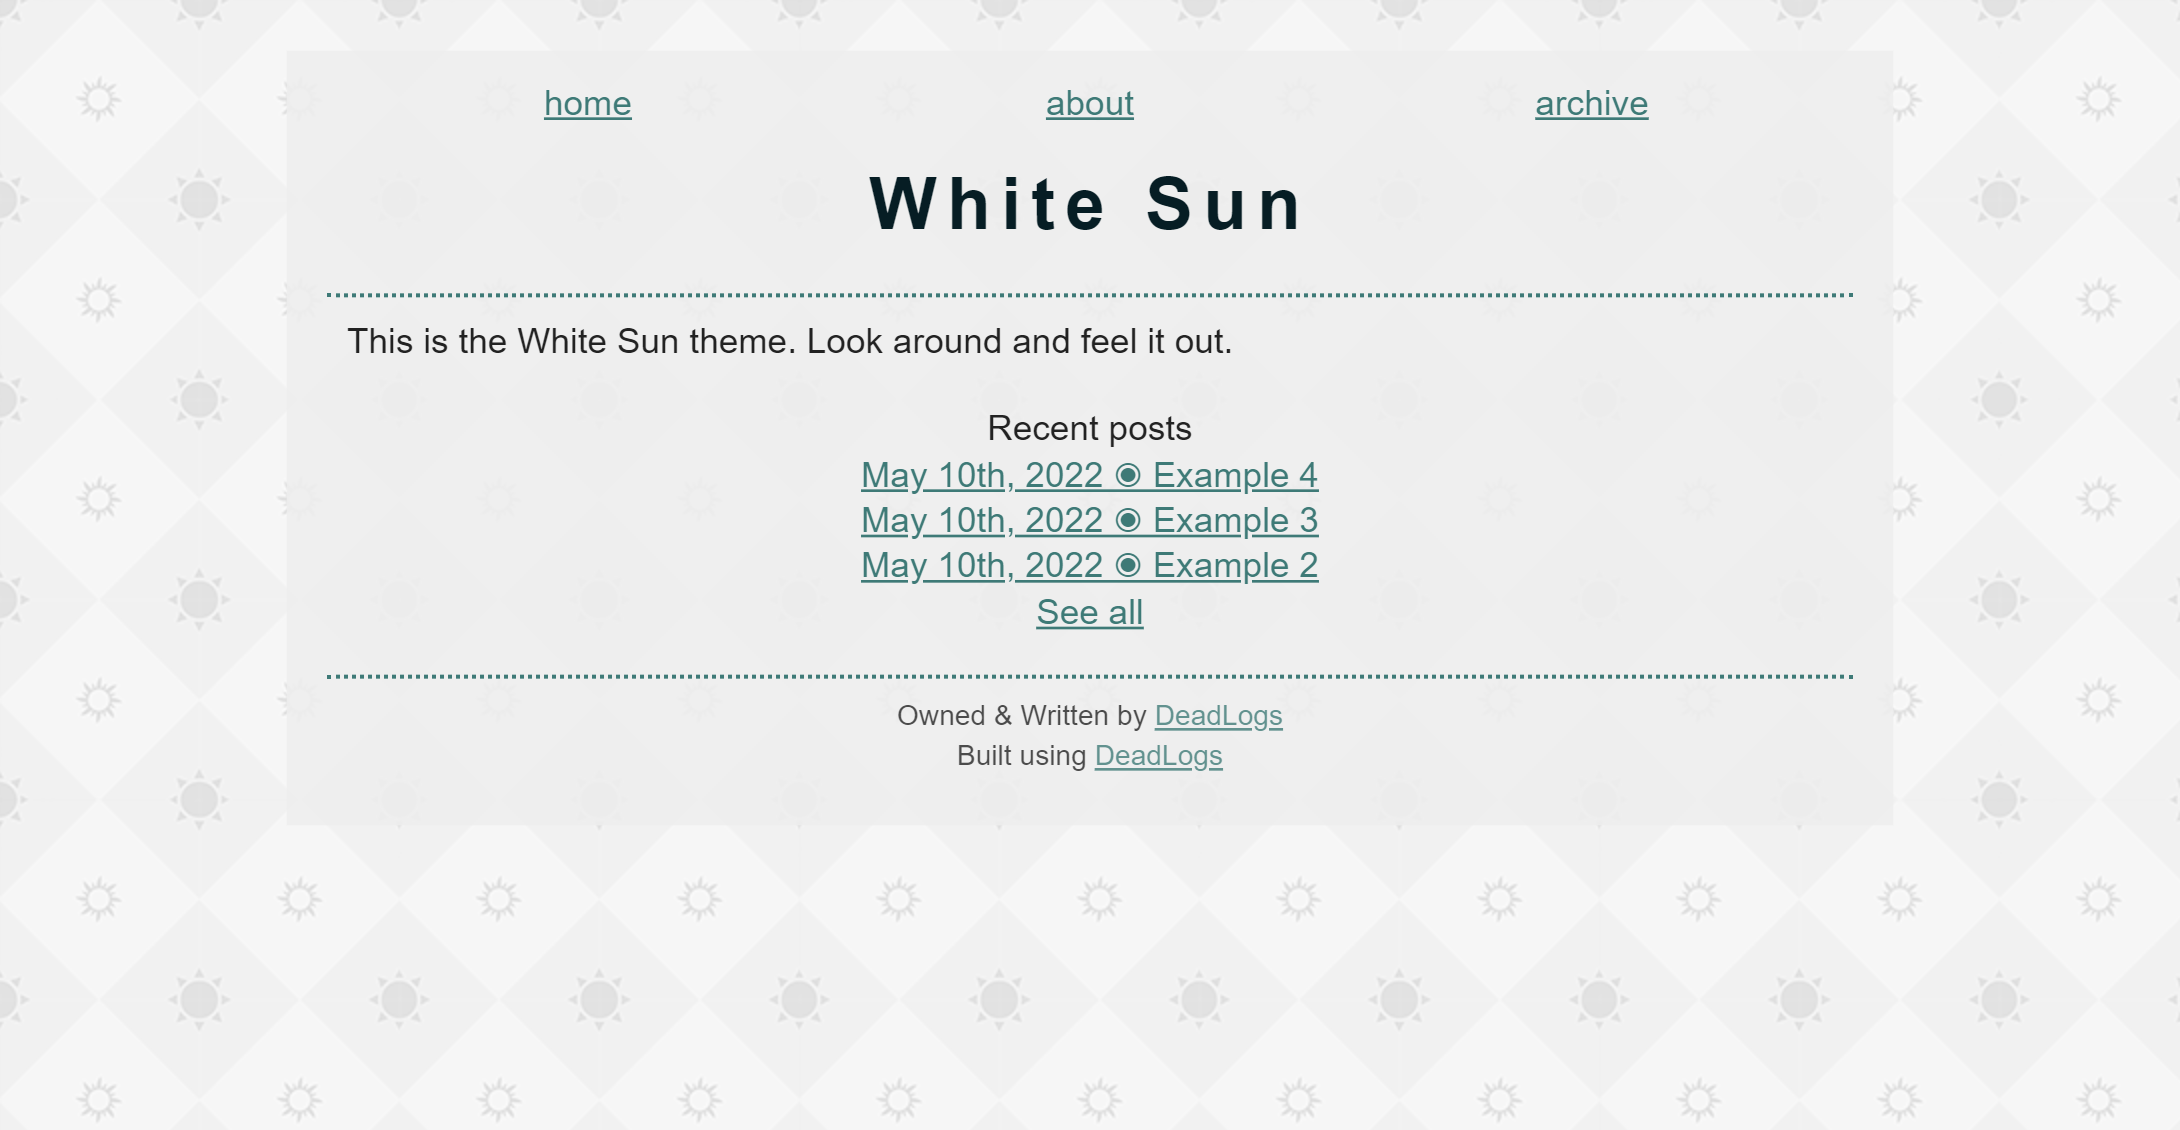 home about archive
White Sun
This is the White Sun theme. Look around and feel it out.
Recent posts
May 10th, 2022 ◉ Example 4
May 10th, 2022 ◉ Example 3
May 10th, 2022 ◉ Example 2
See all
Owned & Written by DeadLogs
Built using DeadLogs